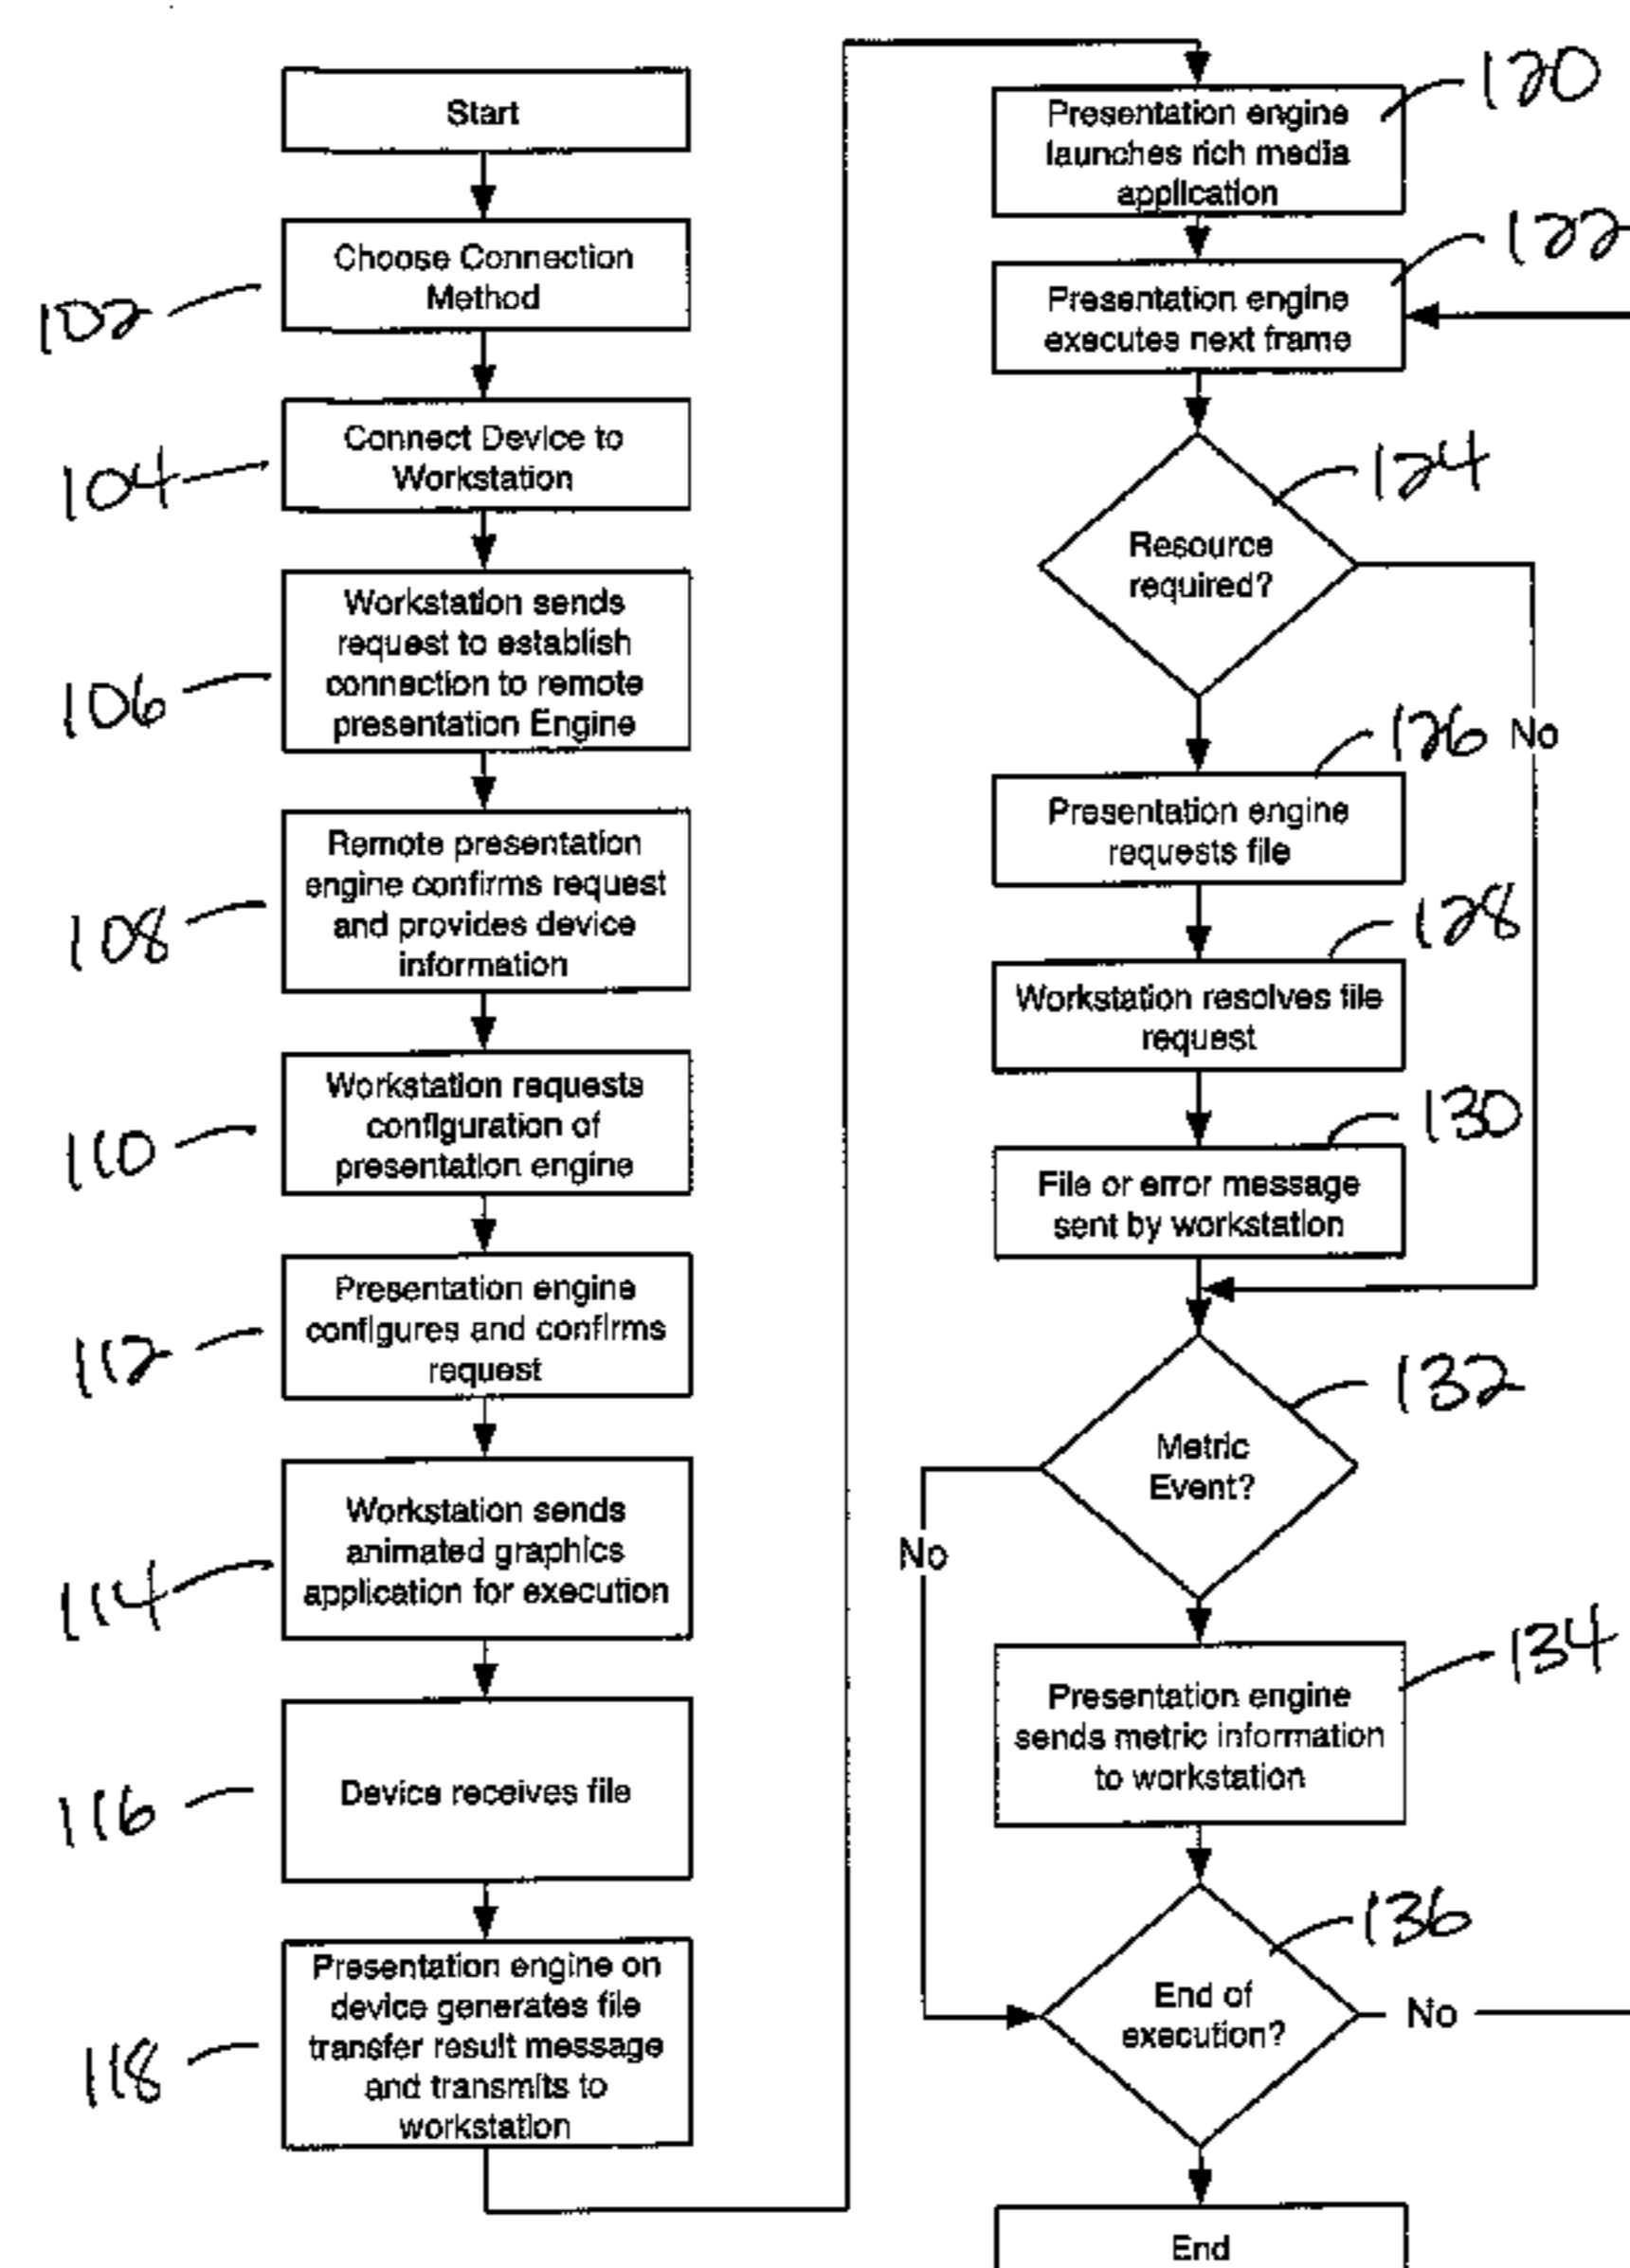 Start
102
Choose Connection
Method
104
Connect Device to
Workstation
106
Workstation sends
request to establish
connection to remote
presentation Engine
108
Remote presentation
engine confirms request
and provides device
information
110
Workstation requests
configuration of
presentation engine
112
Presentation engine
configures and confirms
request
114
Workstation sends
animated graphics
application for execution
116
Device receives file
118
Presentation engine on
device generates file
transfer result message
and transmits to
workstation
120
Presentation engine
launches rich media
application
122
Presentation engine
executes next frame
124
Resource
required?
No
126
Presentation engine
requests file
128
Workstation resolves file
request
130
File or error message
sent by workstation
132
Metric
Event?
No
134
Presentation engine
sends metric information
to workstation
136
End of
execution?
No
End